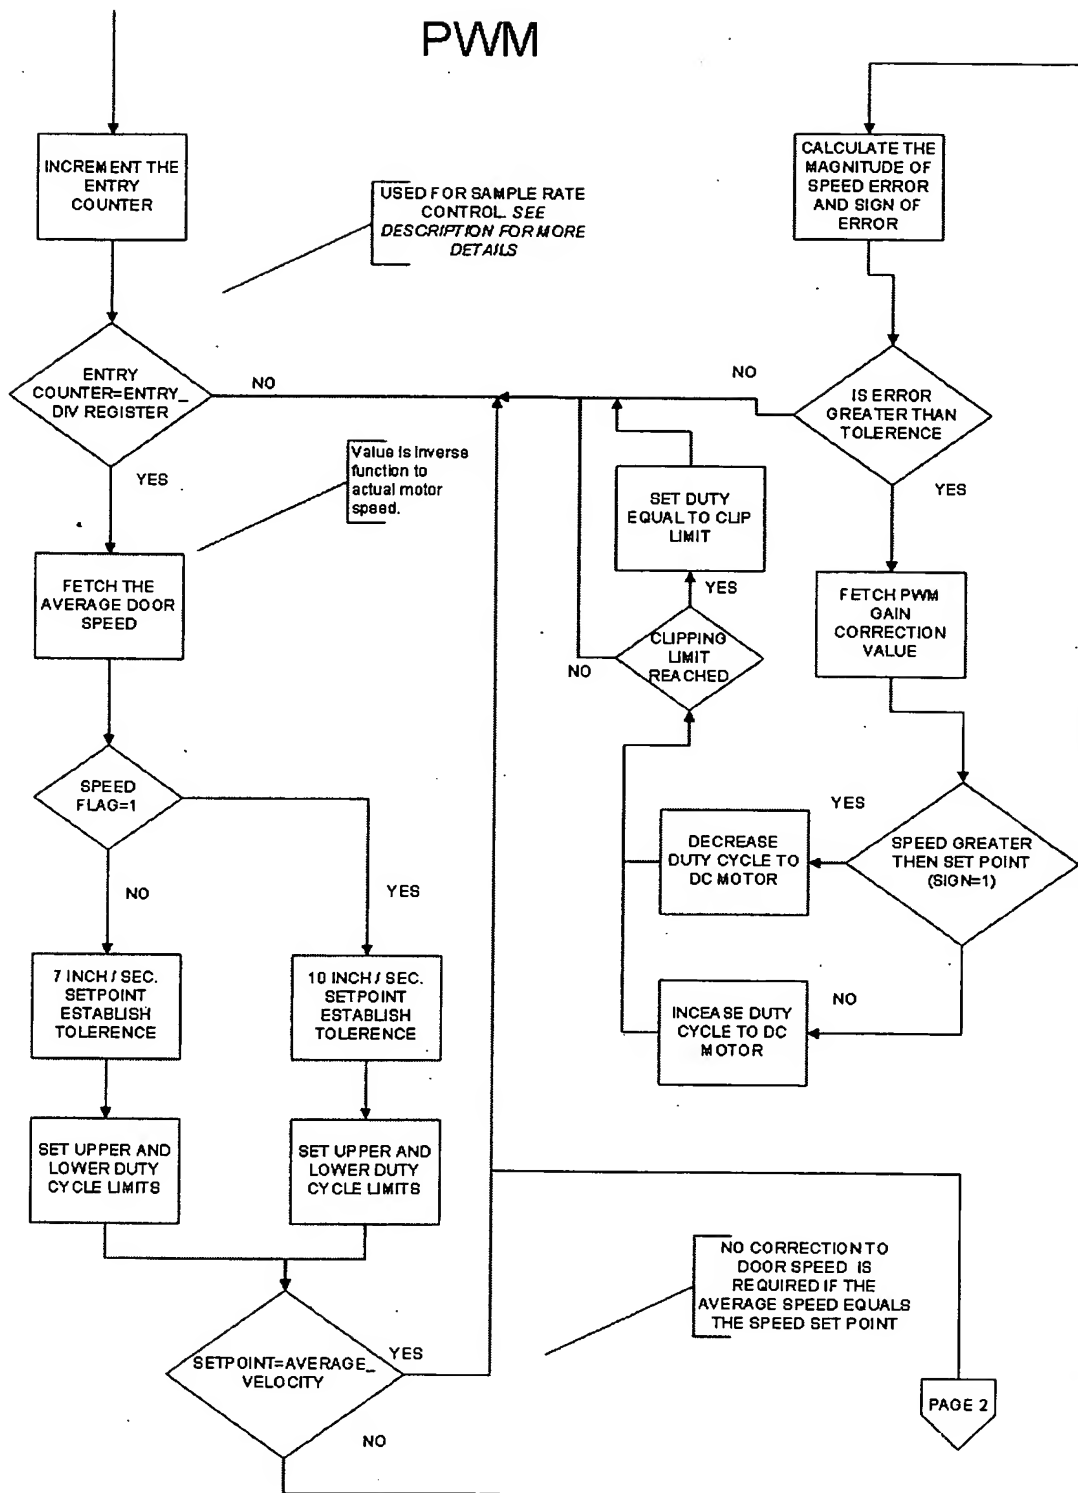 PWM
INCREMENT THE
ENTRY
COUNTER
USED FOR SAMPLE RATE
CONTROL. SEE
DESCRIPTION FOR MORE
DETAILS
ENTRY
COUNTER=ENTRY_
DIV REGISTER
NO
YES
Value is inverse
function to
actual motor
speed.
FETCH THE
AVERAGE DOOR
SPEED
SPEED
FLAG=1
NO
YES
7 INCH / SEC.
SETPOINT
ESTABLISH
TOLERENCE
10 INCH / SEC.
SETPOINT
ESTABLISH
TOLERENCE
SET UPPER AND
LOWER DUTY
CYCLE LIMITS
SET UPPER AND
LOWER DUTY
CYCLE LIMITS
SETPOINT=AVERAGE_
VELOCITY
YES
NO
NO CORRECTION TO
DOOR SPEED IS
REQUIRED IF THE
AVERAGE SPEED EQUALS
THE SPEED SET POINT
CALCULATE THE
MAGNITUDE OF
SPEED ERROR
AND SIGN OF
ERROR
IS ERROR
GREATER THAN
TOLERENCE
NO
YES
FETCH PWM
GAIN
CORRECTION
VALUE
SPEED GREATER
THEN SET POINT
(SIGN=1)
YES
NO
DECREASE
DUTY CYCLE TO
DC MOTOR
INCEASE DUTY
CYCLE TO DC
MOTOR
CLIPPING
LIMIT
REACHED
YES
NO
SET DUTY
EQUAL TO CLIP
LIMIT
PAGE 2